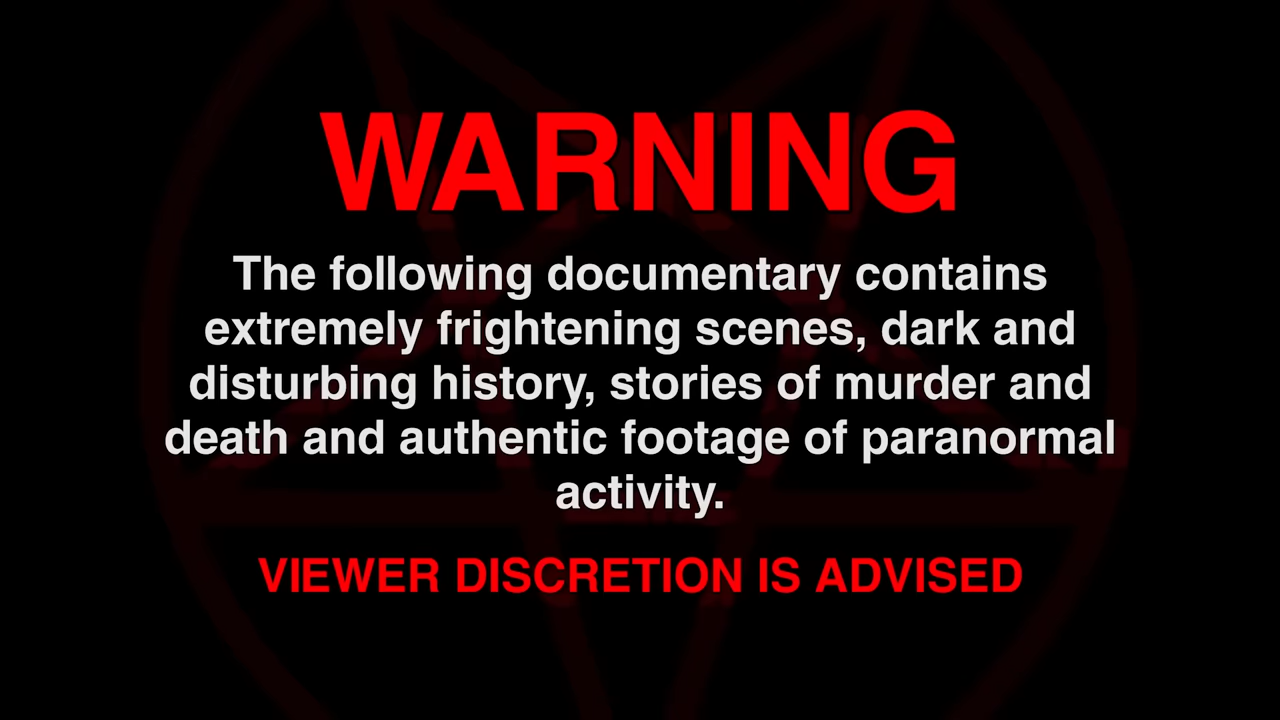 WARNING
The following documentary contains
extremely frightening scenes, dark and
disturbing history, stories of murder and
death and authentic footage of paranormal
activity.
VIEWER DISCRETION IS ADVISED